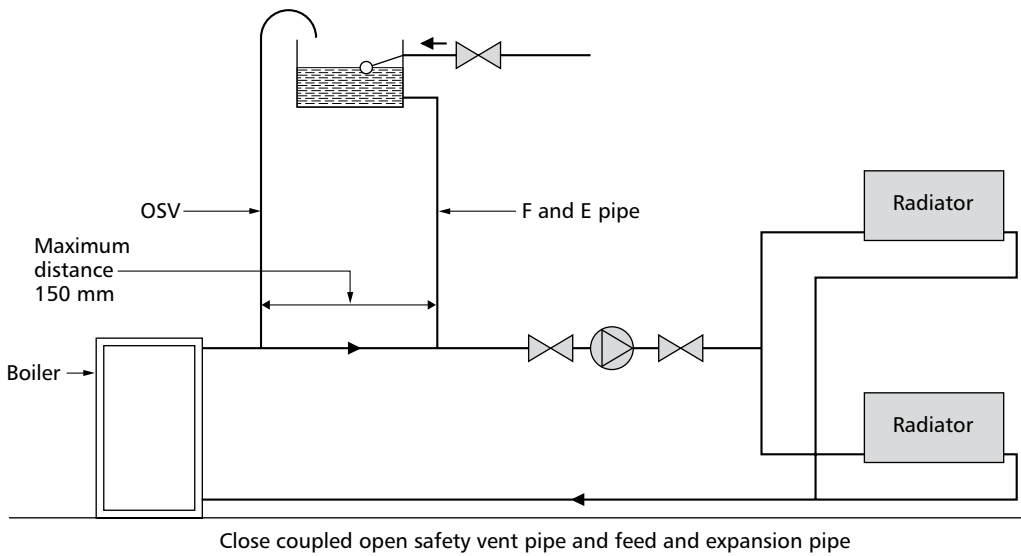 OSV
F and E pipe
Radiator
Maximum
distance
150 mm
Boiler
Radiator
Close coupled open safety vent pipe and feed and expansion pipe